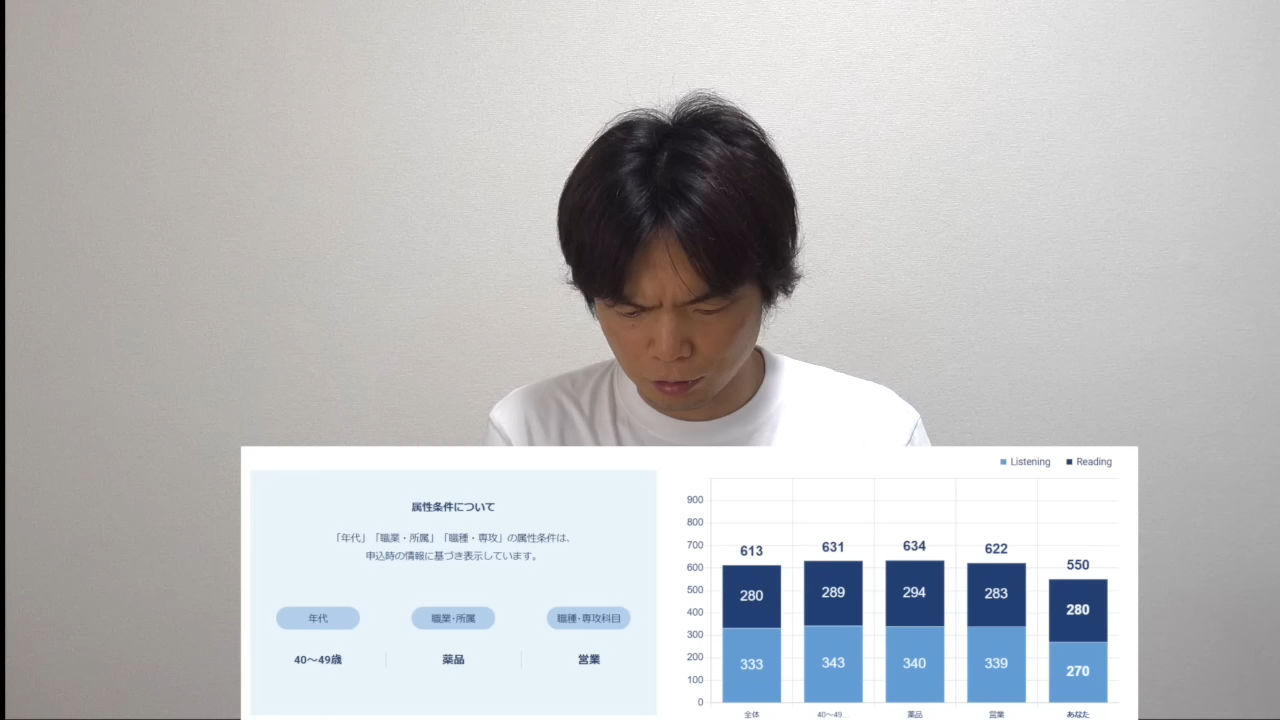 属性条件について
「年代」「職業・所属」「職種・専攻」の属性条件は、
申込時の情報に基づき表示しています。
年代
職業・所属
職種・専攻科目
40〜49歳
薬品
営業
Listening
Reading
900
800
700
600
500
400
300
200
100
0
613
631
634
622
550
280
289
294
283
280
333
343
340
339
270
全体
40〜49...
薬品
営業
あなた